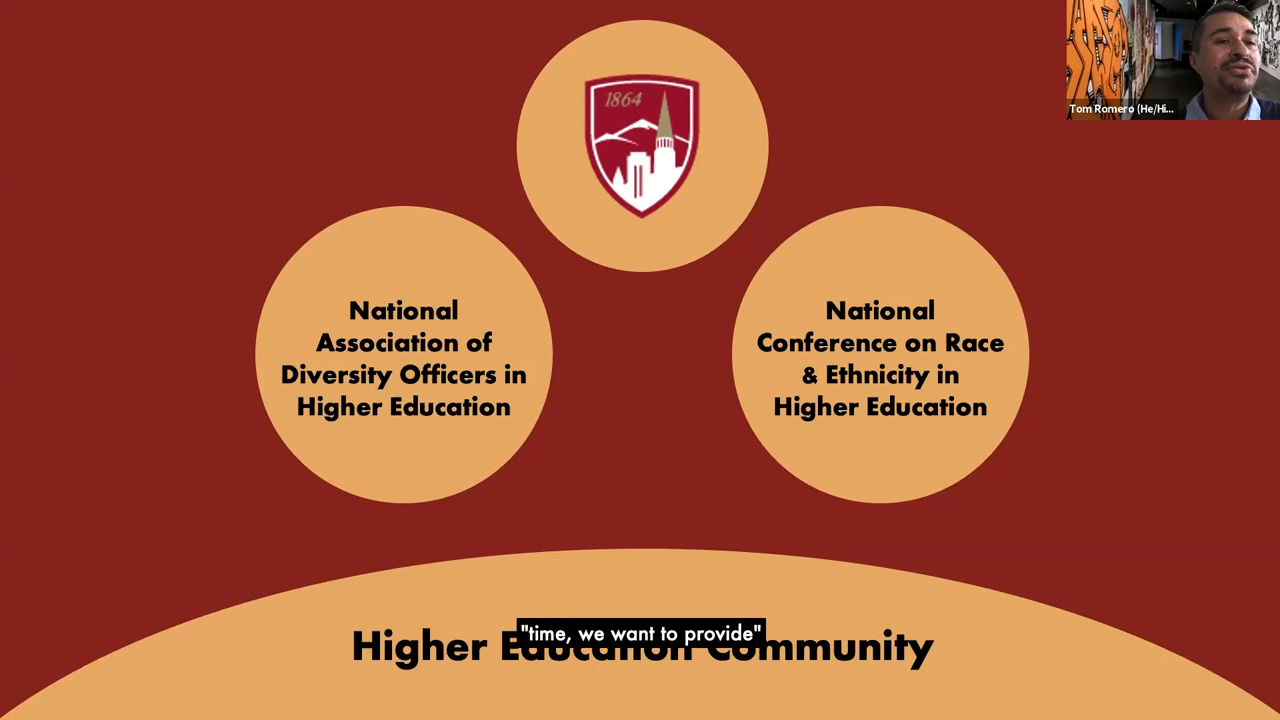 1864
Tom Romero (He/Hi...
National
Association of
Diversity Officers in
Higher Education
National
Conference on Race
& Ethnicity in
Higher Education
"time, we want to provide"
Higher Education Community